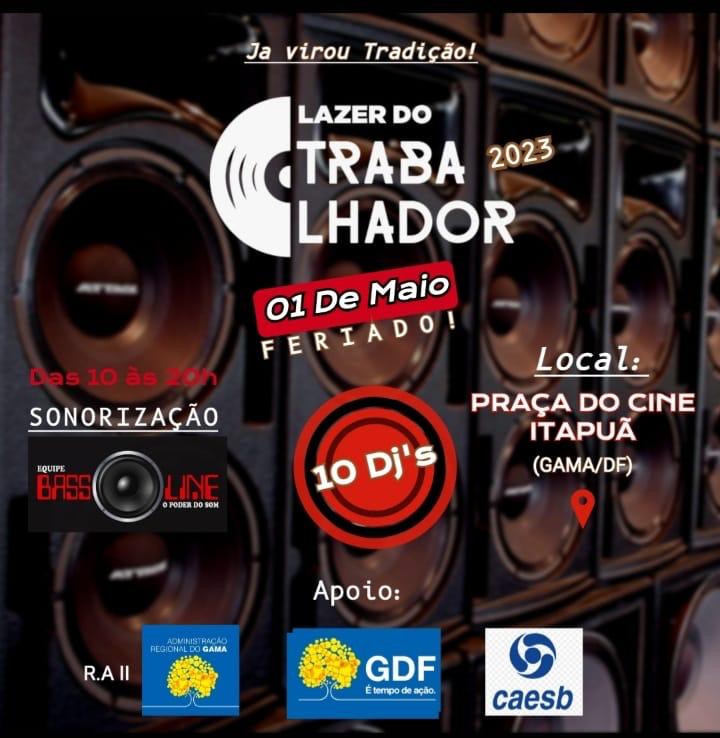 Ja virou Tradição!
LAZER DO
TRABA
LHADOR
2023
01 De Maio
FERIADO!
Das 10 às 20h
SONORIZAÇÃO
EQUIPE
BASS LINE
O PODER DO SOM
10 Dj's
Local:
PRAÇA DO CINE
ITAPUÃ
(GAMA/DF)
Apoio:
R.A II
ADMINISTRAÇÃO
REGIONAL DO GAMA
GDF
É tempo de ação.
caesb